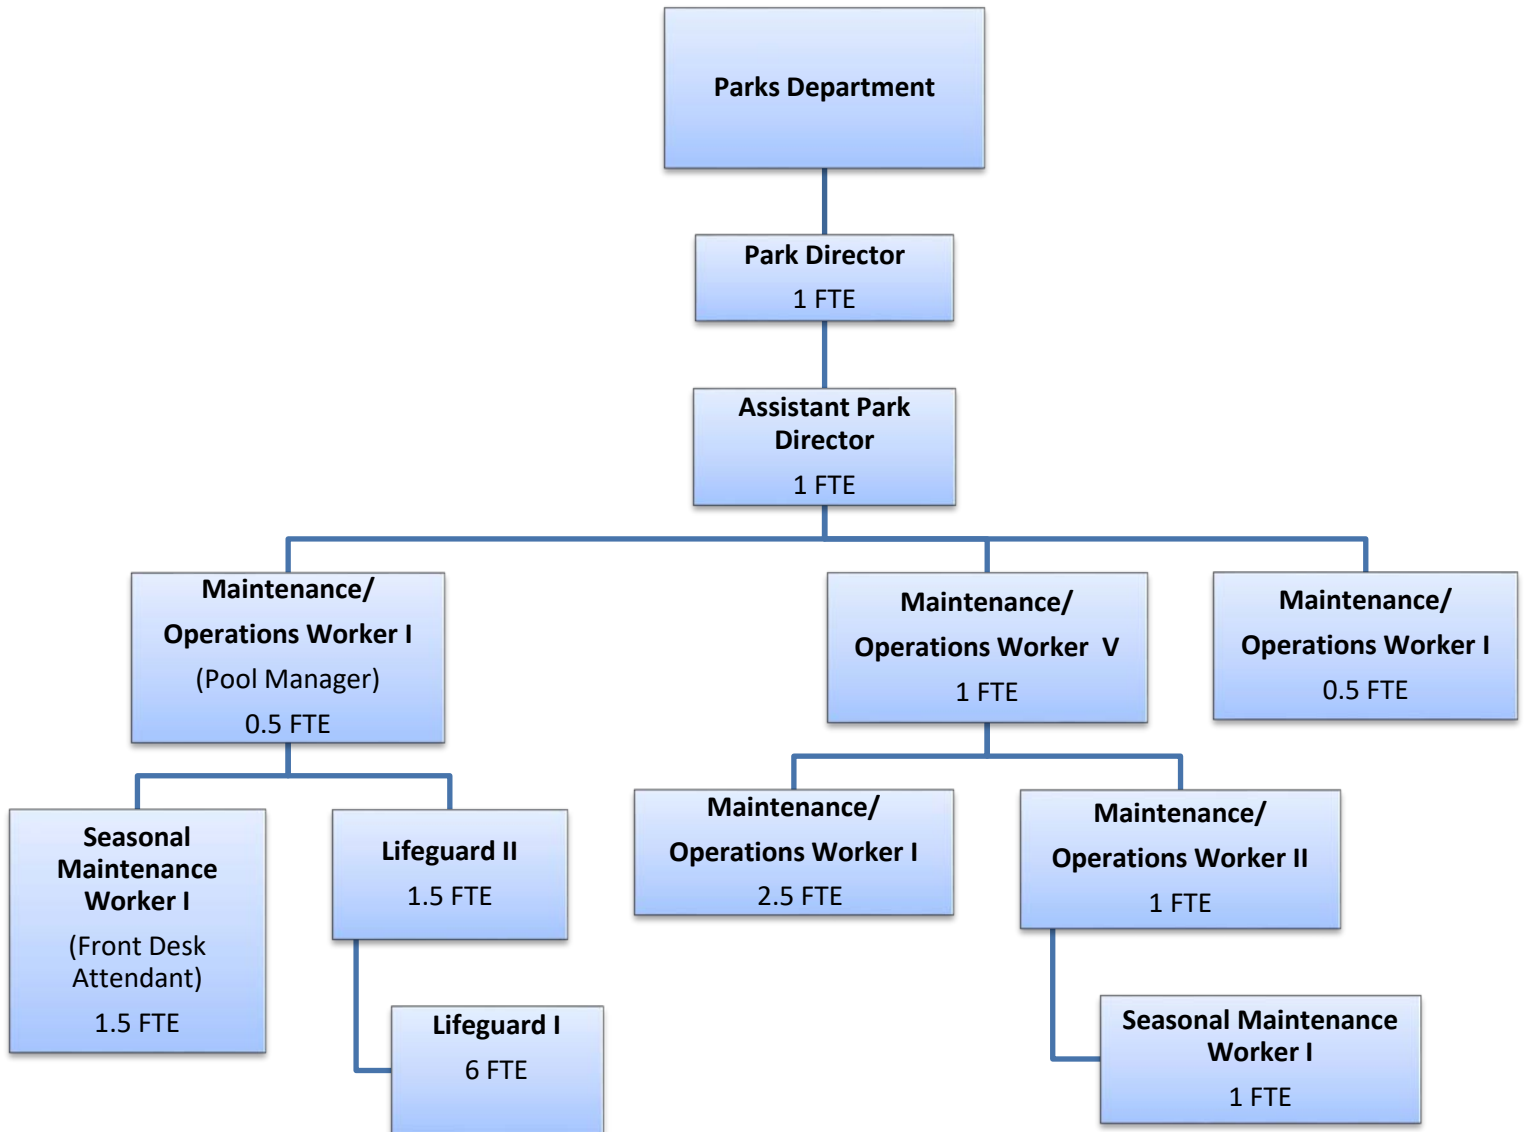 Parks Department
Park Director
1 FTE
Assistant Park
Director
1 FTE
Maintenance/
Operations Worker I
(Pool Manager)
0.5 FTE
Maintenance/
Operations Worker  V
1 FTE
Maintenance/
Operations Worker I
0.5 FTE
Seasonal
Maintenance
Worker I
(Front Desk
Attendant)
1.5 FTE
Lifeguard II
1.5 FTE
Maintenance/
Operations Worker I
2.5 FTE
Maintenance/
Operations Worker II
1 FTE
Lifeguard I
6 FTE
Seasonal Maintenance
Worker I
1 FTE